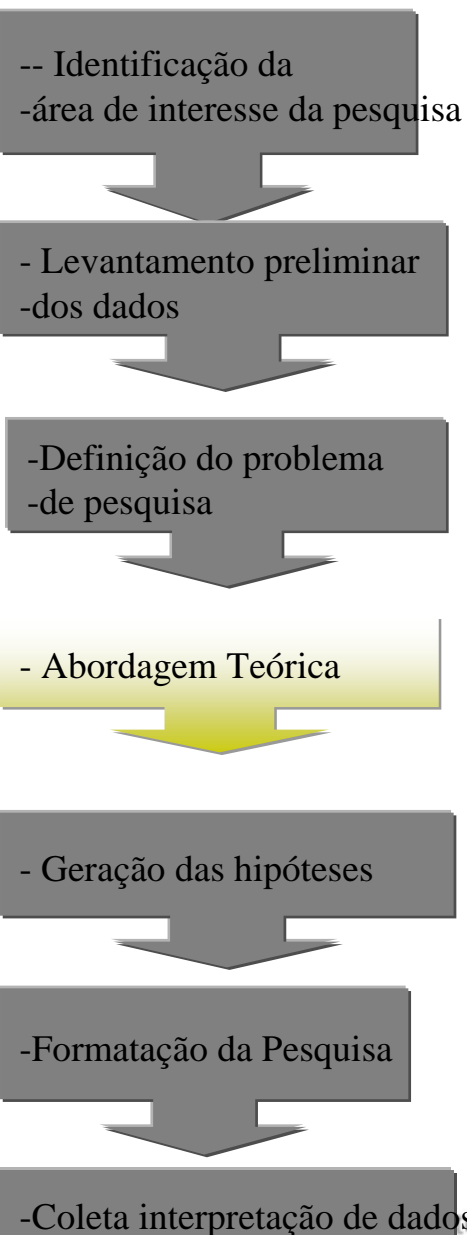 -- Identificação da
-área de interesse da pesquisa
- Levantamento preliminar
-dos dados
-Definição do problema
-de pesquisa
- Abordagem Teórica
- Geração das hipóteses
-Formatação da Pesquisa
-Coleta interpretação de dados